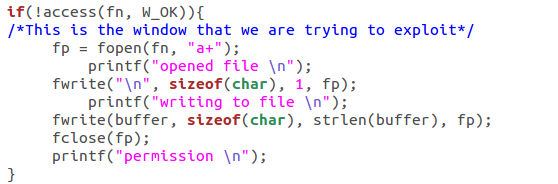 if(!access(fn, W_OK)){
/*This is the window that we are trying to exploit*/
fp = fopen(fn, "a+");
printf("opened file \n");
fwrite("\n", sizeof(char), 1, fp);
printf("writing to file \n");
fwrite(buffer, sizeof(char), strlen(buffer), fp);
fclose(fp);
printf("permission \n");
}